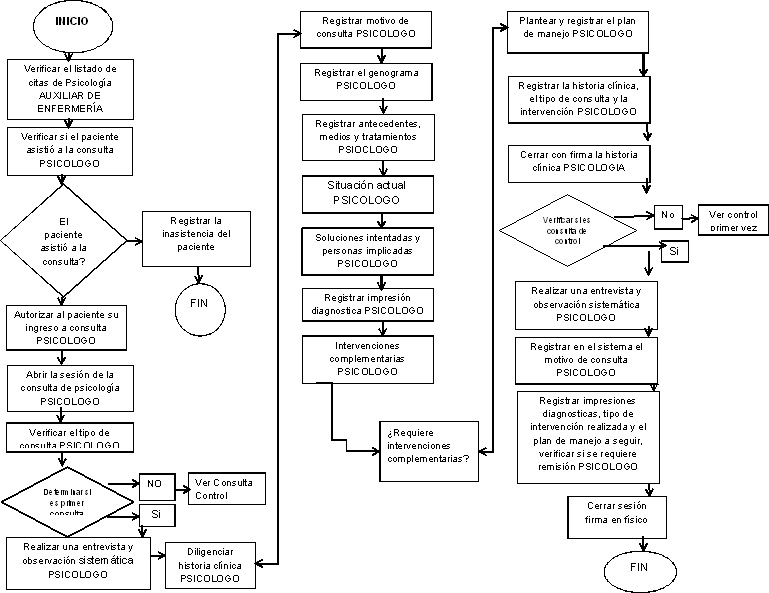 INICIO
Verificar el listado de
citas de Psicología
AUXILIAR DE
ENFERMERÍA
Verificar si el paciente
asistió a la consulta
PSICOLOGO
El
paciente
asistió a la
consulta?
Registrar la
inasistencia del
paciente
FIN
Autorizar al paciente su
ingreso a consulta
PSICOLOGO
Abrir la sesión de la
consulta de psicología
PSICOLOGO
Verificar el tipo de
consulta PSICOLOGO
Determinar si
es primer
consulta
NO
Ver Consulta
Control
Si
Realizar una entrevista y
observación sistemática
PSICOLOGO
Diligenciar
historia clínica
PSICOLOGO
Registrar motivo de
consulta PSICOLOGO
Registrar el genograma
PSICOLOGO
Registrar antecedentes,
medios y tratamientos
PSIOCLOGO
Situación actual
PSICOLOGO
Soluciones intentadas y
personas implicadas
PSICOLOGO
Registrar impresión
diagnostica PSICOLOGO
Intervenciones
complementarias
PSICOLOGO
¿Requiere
intervenciones
complementarias?
Plantear y registrar el plan
de manejo PSICOLOGO
Registrar la historia clínica,
el tipo de consulta y la
intervención PSICOLOGO
Cerrar con firma la historia
clínica PSICOLOGIA
Verificar si es
consulta de
control
No
Ver control
primer vez
Si
Realizar una entrevista y
observación sistemática
PSICOLOGO
Registrar en el sistema el
motivo de consulta
PSICOLOGO
Registrar impresiones
diagnosticas, tipo de
intervención realizada y el
plan de manejo a seguir,
verificar si se requiere
remisión PSICOLOGO
Cerrar sesión
firma en físico
FIN